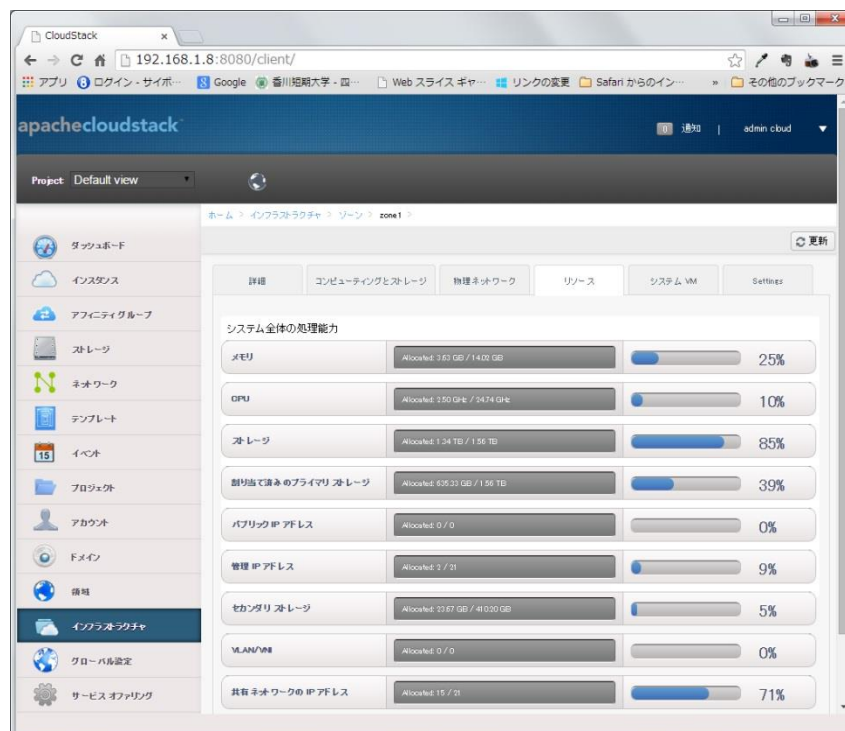 CloudStack
192.168.1.8:8080/client/
アプリ ログイン - サイボ… Google 香川短期大学 - 四… Web スライス ギャ… リンクの変更 Safari からのイン… » その他のブックマーク
apachecloudstack
0 通知 | admin cloud
Project: Default view
ホーム > インフラストラクチャ > ゾーン > zone1 >
更新
ダッシュボード
インスタンス
アフィニティグループ
ストレージ
ネットワーク
テンプレート
15 イベント
プロジェクト
アカウント
ドメイン
領域
インフラストラクチャ
グローバル設定
サービス オファリング
詳細 コンピューティングとストレージ 物理ネットワーク リソース システム VM Settings
システム全体の処理能力
メモリ Allocated: 3.53 GB / 14.02 GB 25%
CPU Allocated: 2.50 GHz / 24.74 GHz 10%
ストレージ Allocated: 1.34 TB / 1.56 TB 85%
割り当て済みのプライマリ ストレージ Allocated: 635.33 GB / 1.56 TB 39%
パブリック IP アドレス Allocated: 0 / 0 0%
管理 IP アドレス Allocated: 2 / 21 9%
セカンダリ ストレージ Allocated: 23.67 GB / 410.20 GB 5%
VLAN/VNI Allocated: 0 / 0 0%
共有ネットワークの IP アドレス Allocated: 15 / 21 71%